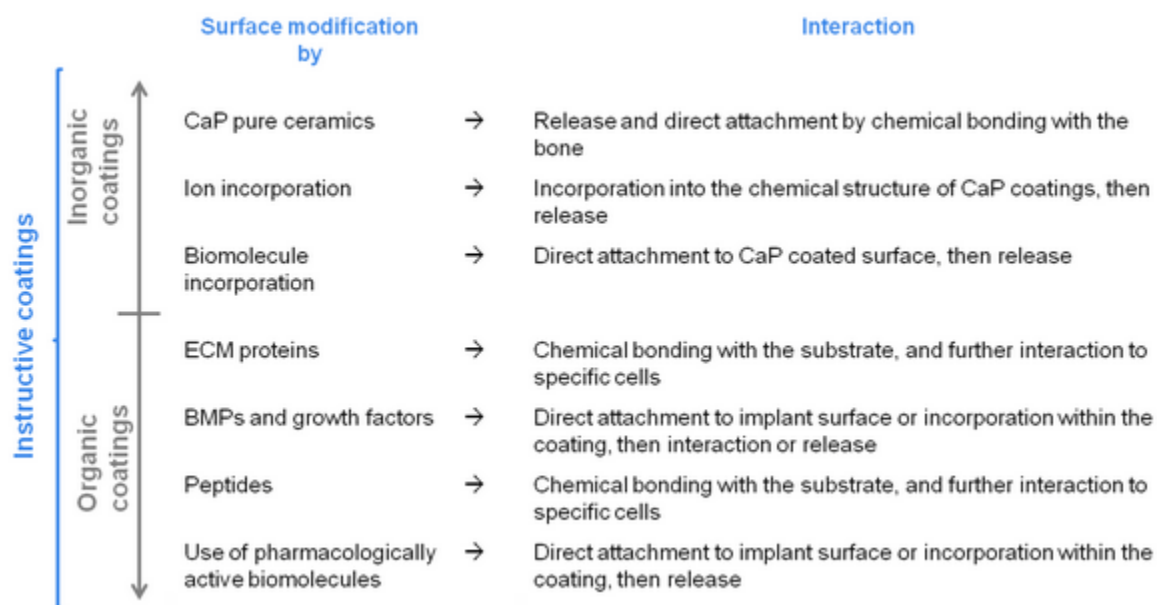 Surface modification
by
Interaction
Instructive coatings
Inorganic
coatings
CaP pure ceramics → Release and direct attachment by chemical bonding with the
bone
Ion incorporation → Incorporation into the chemical structure of CaP coatings, then
release
Biomolecule → Direct attachment to CaP coated surface, then release
incorporation
Organic
coatings
ECM proteins → Chemical bonding with the substrate, and further interaction to
specific cells
BMPs and growth factors → Direct attachment to implant surface or incorporation within the
coating, then interaction or release
Peptides → Chemical bonding with the substrate, and further interaction to
specific cells
Use of pharmacologically → Direct attachment to implant surface or incorporation within the
active biomolecules coating, then release